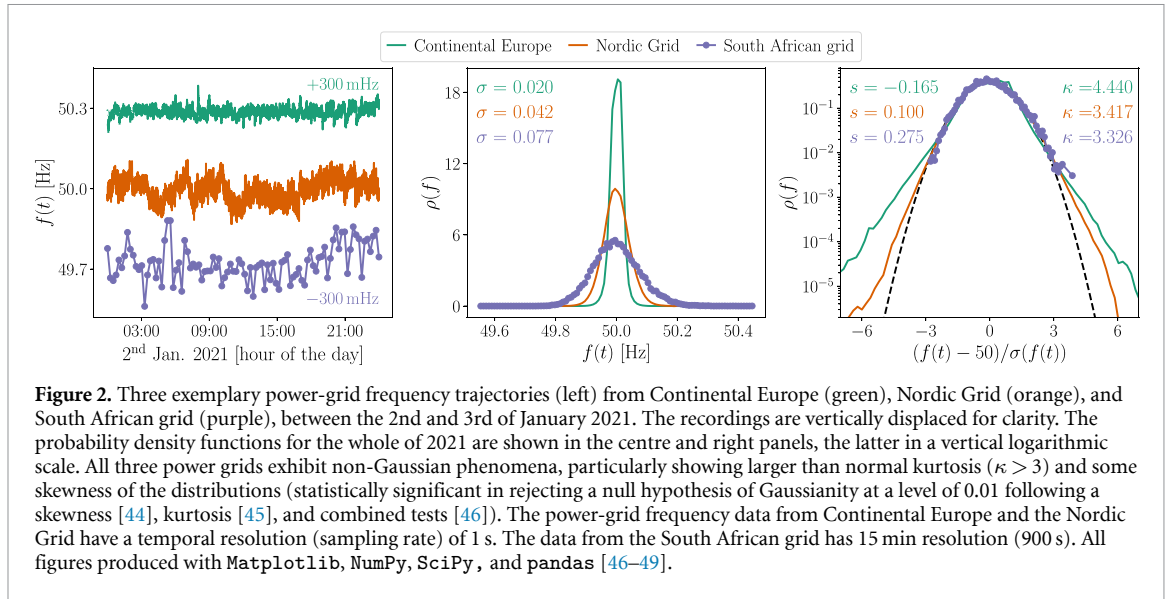 Continental Europe Nordic Grid South African grid
+300 mHz
−300 mHz
50.3
50.0
49.7
f(t) [Hz]
03:00 09:00 15:00 21:00
2nd Jan. 2021 [hour of the day]
σ = 0.020
σ = 0.042
σ = 0.077
18
12
6
0
ρ(f)
49.6 49.8 50.0 50.2 50.4
f(t) [Hz]
s = −0.165 κ=4.440
s = 0.100 κ=3.417
s = 0.275 κ=3.326
10⁻¹
10⁻²
10⁻³
10⁻⁴
10⁻⁵
ρ(f)
−6 −3 0 3 6
(f(t) − 50)/σ(f(t))
Figure 2. Three exemplary power-grid frequency trajectories (left) from Continental Europe (green), Nordic Grid (orange), and
South African grid (purple), between the 2nd and 3rd of January 2021. The recordings are vertically displaced for clarity. The
probability density functions for the whole of 2021 are shown in the centre and right panels, the latter in a vertical logarithmic
scale. All three power grids exhibit non-Gaussian phenomena, particularly showing larger than normal kurtosis (κ > 3) and some
skewness of the distributions (statistically significant in rejecting a null hypothesis of Gaussianity at a level of 0.01 following a
skewness [44], kurtosis [45], and combined tests [46]). The power-grid frequency data from Continental Europe and the Nordic
Grid have a temporal resolution (sampling rate) of 1 s. The data from the South African grid has 15 min resolution (900 s). All
figures produced with Matplotlib, NumPy, SciPy, and pandas [46–49].